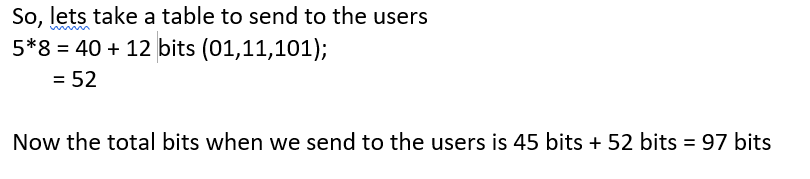 So, lets take a table to send to the users
5*8 = 40 + 12 bits (01,11,101);
= 52
Now the total bits when we send to the users is 45 bits + 52 bits = 97 bits